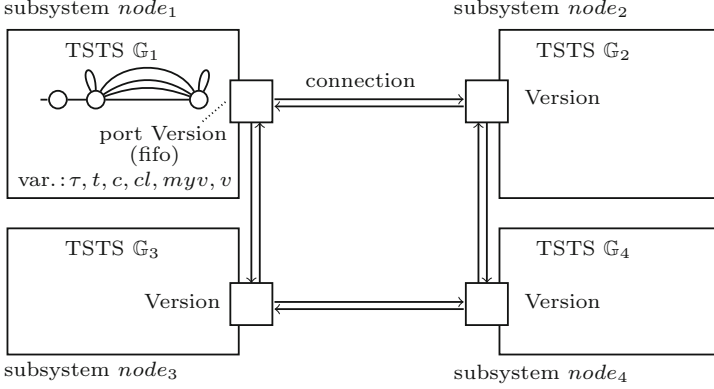 subsystem node₁
subsystem node₂
TSTS 𝔾₁
TSTS 𝔾₂
connection
Version
port Version
(fifo)
var.: τ, t, c, cl, myv, v
TSTS 𝔾₃
TSTS 𝔾₄
Version
Version
subsystem node₃
subsystem node₄